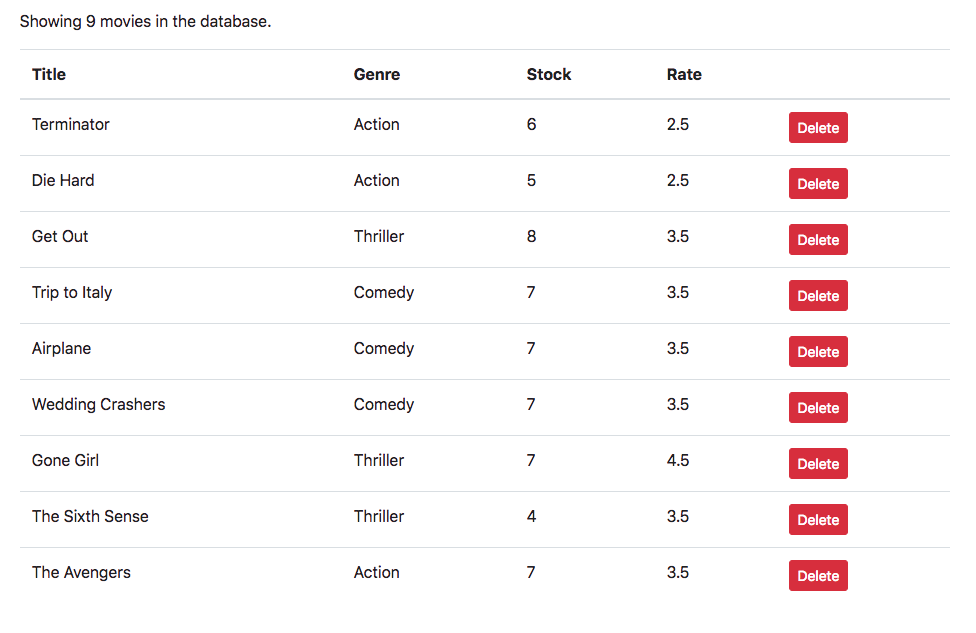 Showing 9 movies in the database.
Title Genre Stock Rate
Terminator Action 6 2.5 Delete
Die Hard Action 5 2.5 Delete
Get Out Thriller 8 3.5 Delete
Trip to Italy Comedy 7 3.5 Delete
Airplane Comedy 7 3.5 Delete
Wedding Crashers Comedy 7 3.5 Delete
Gone Girl Thriller 7 4.5 Delete
The Sixth Sense Thriller 4 3.5 Delete
The Avengers Action 7 3.5 Delete